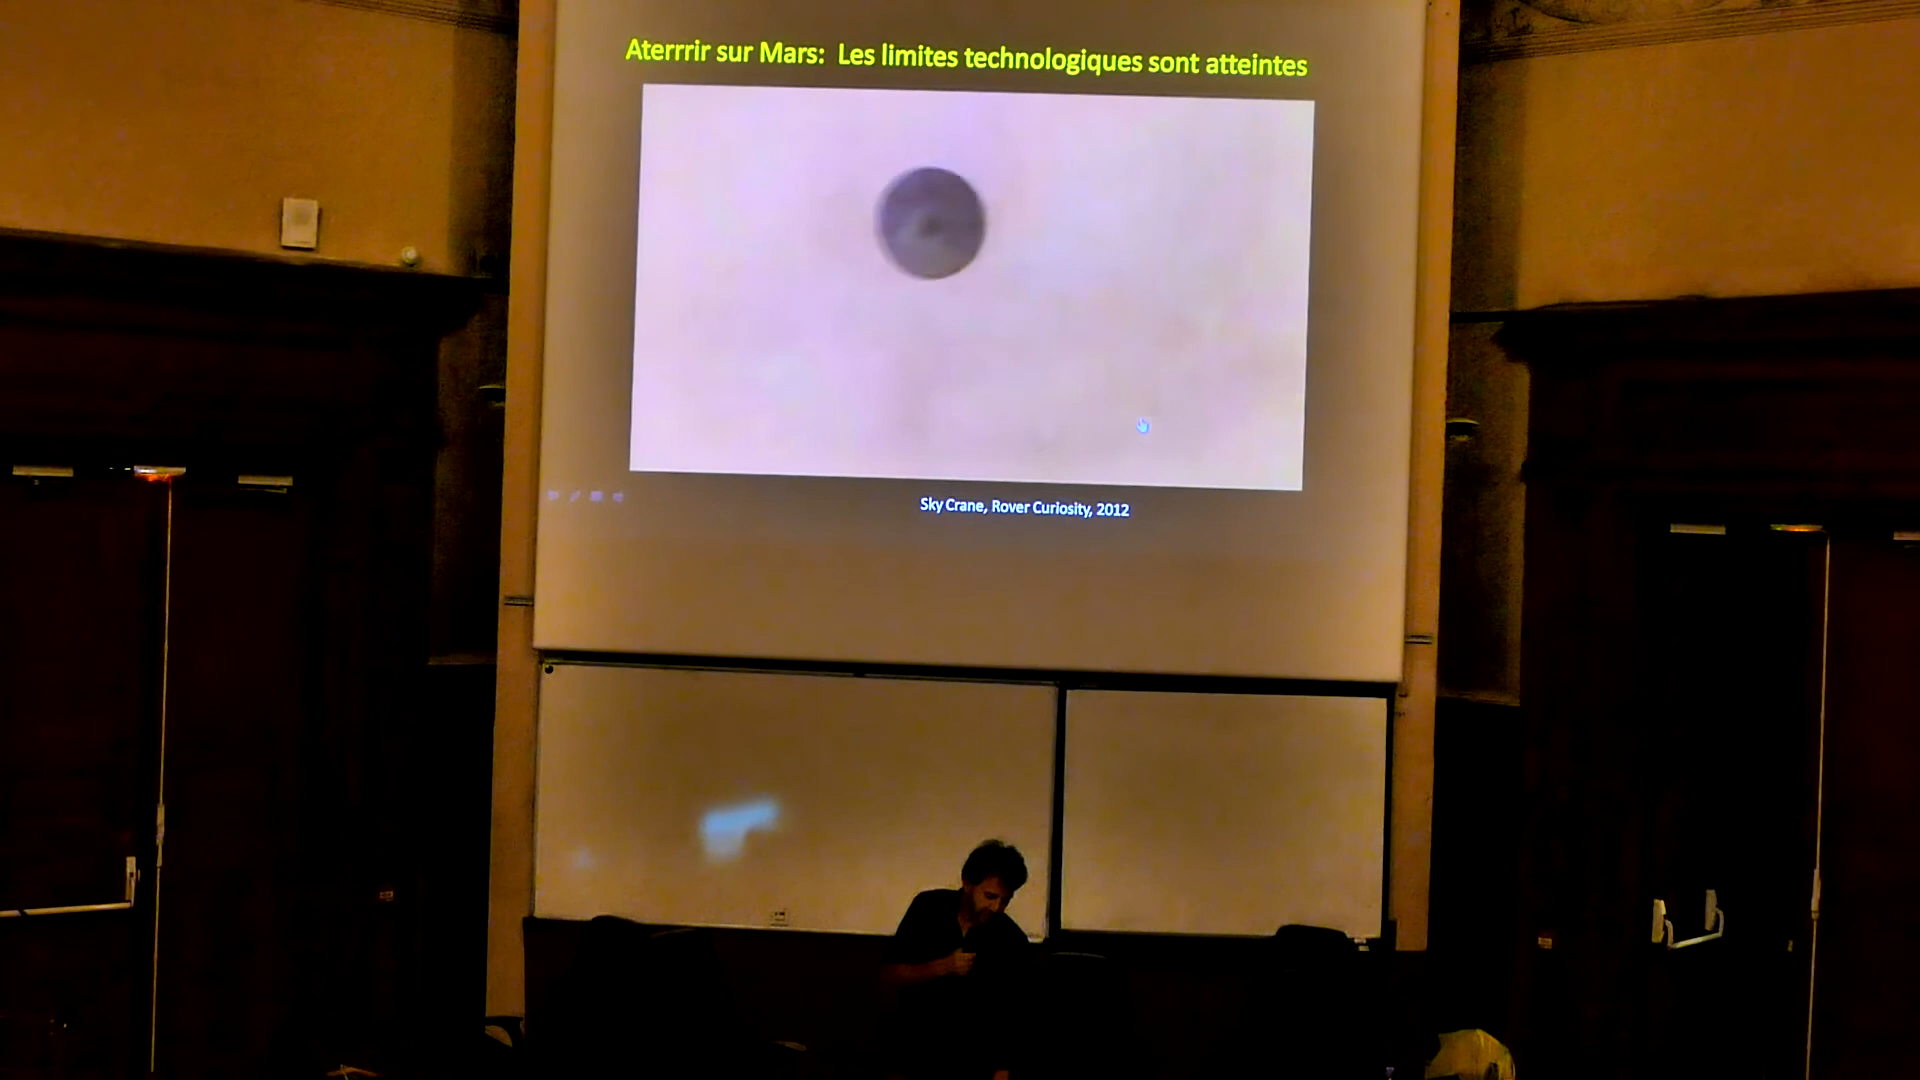 Aterrrir sur Mars: Les limites technologiques sont atteintes
Sky Crane, Rover Curiosity, 2012